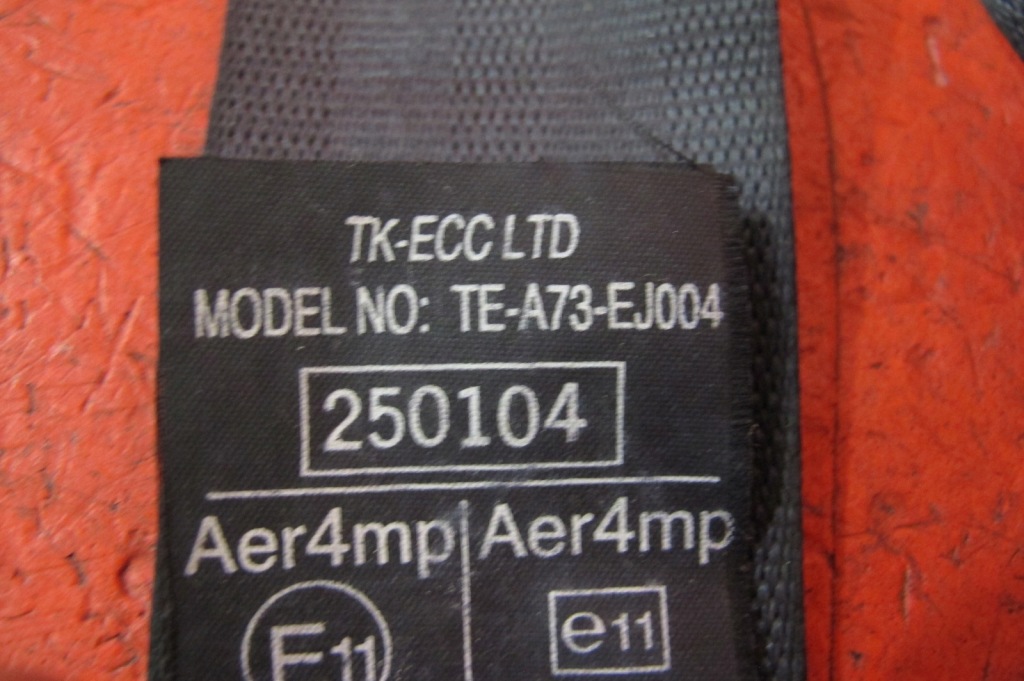 TK-ECC LTD
MODEL NO: TE-A73-EJ004
250104
Aer4mp Aer4mp
E11 e11